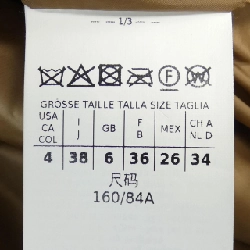 1/3
GRÖSSE TAILLE TALLA SIZE TAGLIA
USA CA COL | I J | GB | F B | MEX | CH A NL D
4 | 38 | 6 | 36 | 26 | 34
尺码
160/84A